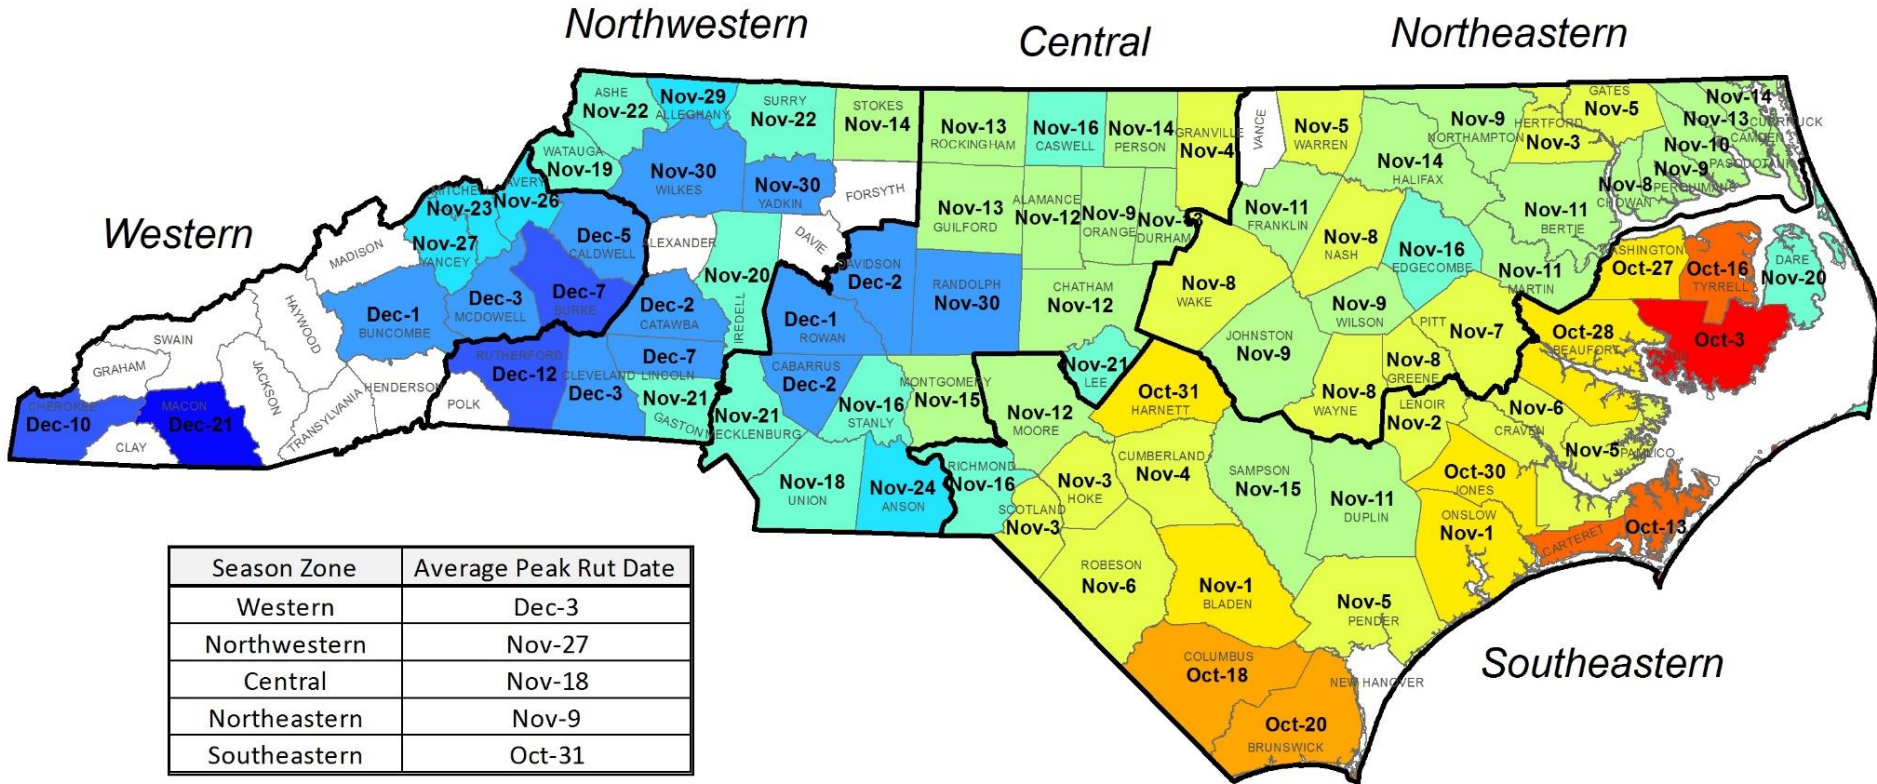 Northwestern
Central
Northeastern
Western
Southeastern
ASHE
Nov-22
Nov-29
ALLEGHANY
SURRY
Nov-22
STOKES
Nov-14
WATAUGA
Nov-19
Nov-30
WILKES
Nov-30
YADKIN
FORSYTH
MITCHELL
Nov-23
AVERY
Nov-26
Nov-27
YANCEY
Dec-5
CALDWELL
ALEXANDER
DAVIE
IREDELL
Nov-20
MADISON
HAYWOOD
Dec-1
BUNCOMBE
Dec-3
MCDOWELL
Dec-7
BURKE
Dec-2
CATAWBA
SWAIN
GRAHAM
JACKSON
TRANSYLVANIA
HENDERSON
POLK
RUTHERFORD
Dec-12
CLEVELAND
Dec-3
Dec-7
LINCOLN
Nov-21
GASTON
CHEROKEE
Dec-10
CLAY
MACON
Dec-21
Nov-13
ROCKINGHAM
Nov-16
CASWELL
Nov-14
PERSON
GRANVILLE
Nov-4
Nov-13
GUILFORD
ALAMANCE
Nov-12
Nov-9
ORANGE
DURHAM
DAVIDSON
Dec-2
RANDOLPH
Nov-30
CHATHAM
Nov-12
Dec-1
ROWAN
CABARRUS
Dec-2
Nov-21
MECKLENBURG
Nov-16
STANLY
MONTGOMERY
Nov-15
Nov-21
LEE
Nov-18
UNION
Nov-24
ANSON
VANCE
Nov-5
WARREN
Nov-9
NORTHAMPTON
HERTFORD
Nov-3
GATES
Nov-5
Nov-14
CURRITUCK
Nov-13
CAMDEN
Nov-10
PASQUOTANK
Nov-9
PERQUIMANS
Nov-8
CHOWAN
Nov-14
HALIFAX
Nov-11
FRANKLIN
Nov-8
NASH
Nov-16
EDGECOMBE
Nov-11
BERTIE
Nov-11
MARTIN
Nov-8
WAKE
JOHNSTON
Nov-9
Nov-9
WILSON
PITT
Nov-7
Nov-8
GREENE
Nov-8
WAYNE
WASHINGTON
Oct-27
Oct-16
TYRRELL
DARE
Nov-20
Oct-3
Oct-28
BEAUFORT
Oct-31
HARNETT
Nov-12
MOORE
RICHMOND
Nov-16
SCOTLAND
Nov-3
Nov-3
HOKE
CUMBERLAND
Nov-4
SAMPSON
Nov-15
Nov-11
DUPLIN
LENOIR
Nov-2
Nov-6
CRAVEN
Nov-5
PAMLICO
Oct-30
JONES
ONSLOW
Nov-1
CARTERET
Oct-13
ROBESON
Nov-6
Nov-1
BLADEN
Nov-5
PENDER
COLUMBUS
Oct-18
NEW HANOVER
Oct-20
BRUNSWICK
Season Zone Average Peak Rut Date
Western Dec-3
Northwestern Nov-27
Central Nov-18
Northeastern Nov-9
Southeastern Oct-31